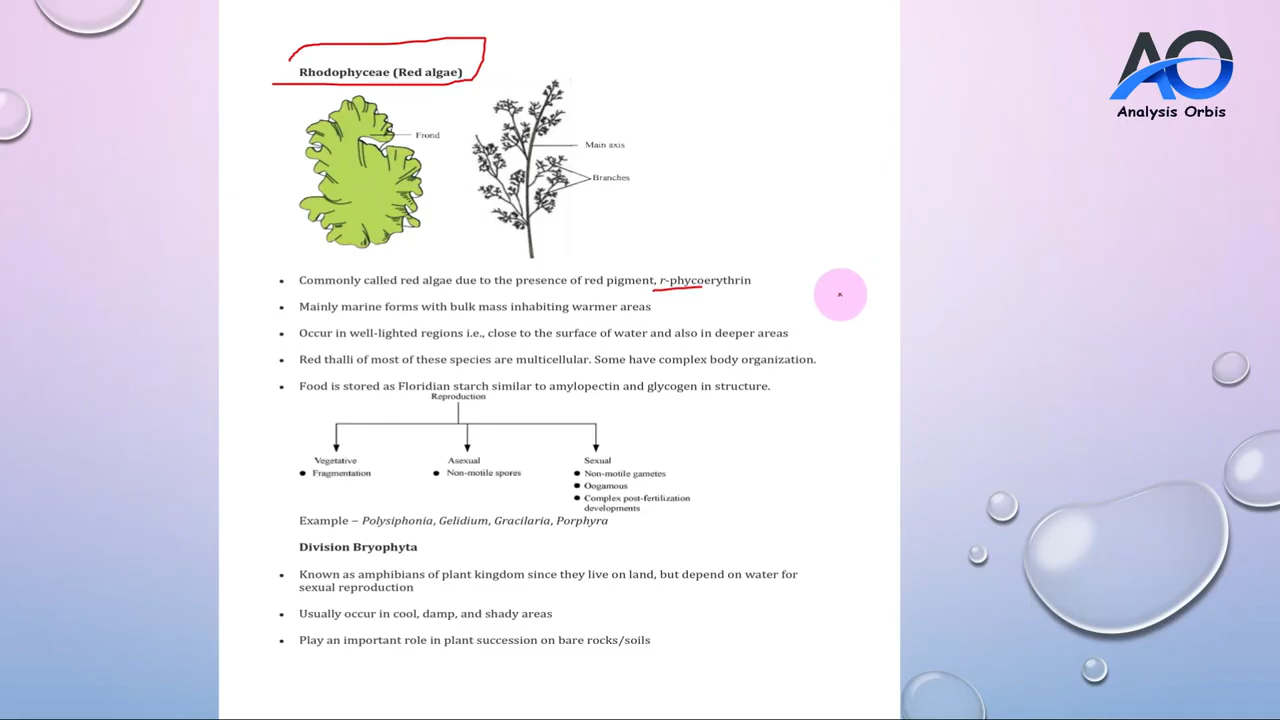 AO
Analysis Orbis
Rhodophyceae (Red algae)
Frond
Main axis
Branches
• Commonly called red algae due to the presence of red pigment, r-phycoerythrin
• Mainly marine forms with bulk mass inhabiting warmer areas
• Occur in well-lighted regions i.e., close to the surface of water and also in deeper areas
• Red thalli of most of these species are multicellular. Some have complex body organization.
• Food is stored as Floridian starch similar to amylopectin and glycogen in structure.
Reproduction
Vegetative
● Fragmentation
Asexual
● Non-motile spores
Sexual
● Non-motile gametes
● Oogamous
● Complex post-fertilization
developments
Example – Polysiphonia, Gelidium, Gracilaria, Porphyra
Division Bryophyta
• Known as amphibians of plant kingdom since they live on land, but depend on water for
sexual reproduction
• Usually occur in cool, damp, and shady areas
• Play an important role in plant succession on bare rocks/soils